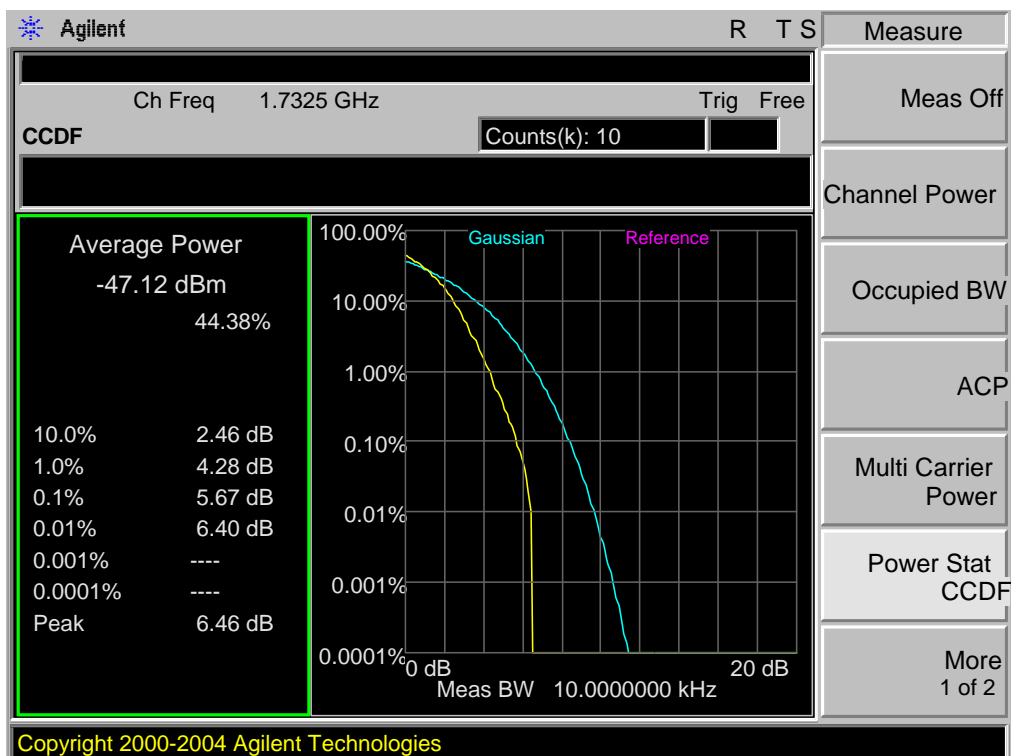 Agilent R T S
Measure
Ch Freq 1.7325 GHz Trig Free
CCDF Counts(k): 10
Average Power
-47.12 dBm
44.38%
10.0% 2.46 dB
1.0% 4.28 dB
0.1% 5.67 dB
0.01% 6.40 dB
0.001% ----
0.0001% ----
Peak 6.46 dB
Gaussian Reference
100.00%
10.00%
1.00%
0.10%
0.01%
0.001%
0.0001%
0 dB 20 dB
Meas BW 10.0000000 kHz
Meas Off
Channel Power
Occupied BW
ACP
Multi Carrier
Power
Power Stat
CCDF
More
1 of 2
Copyright 2000-2004 Agilent Technologies